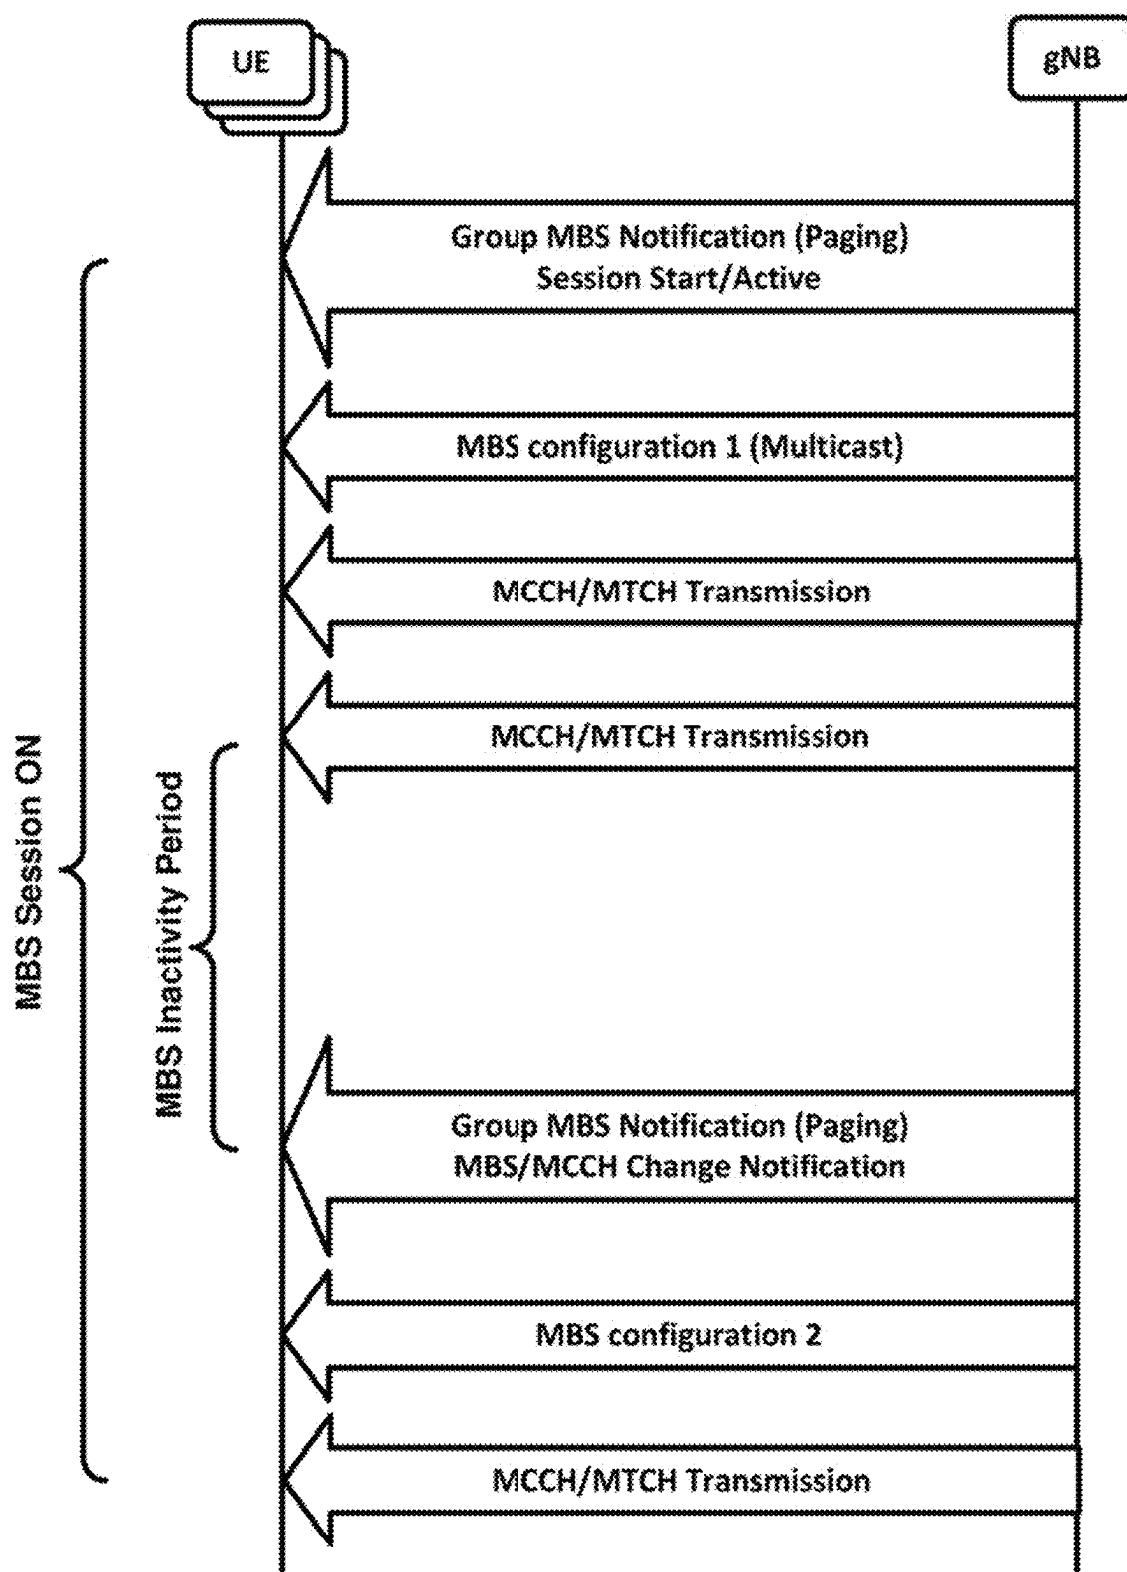 UE
gNB
Group MBS Notification (Paging)
Session Start/Active
MBS configuration 1 (Multicast)
MCCH/MTCH Transmission
MCCH/MTCH Transmission
MBS Session ON
MBS Inactivity Period
Group MBS Notification (Paging)
MBS/MCCH Change Notification
MBS configuration 2
MCCH/MTCH Transmission